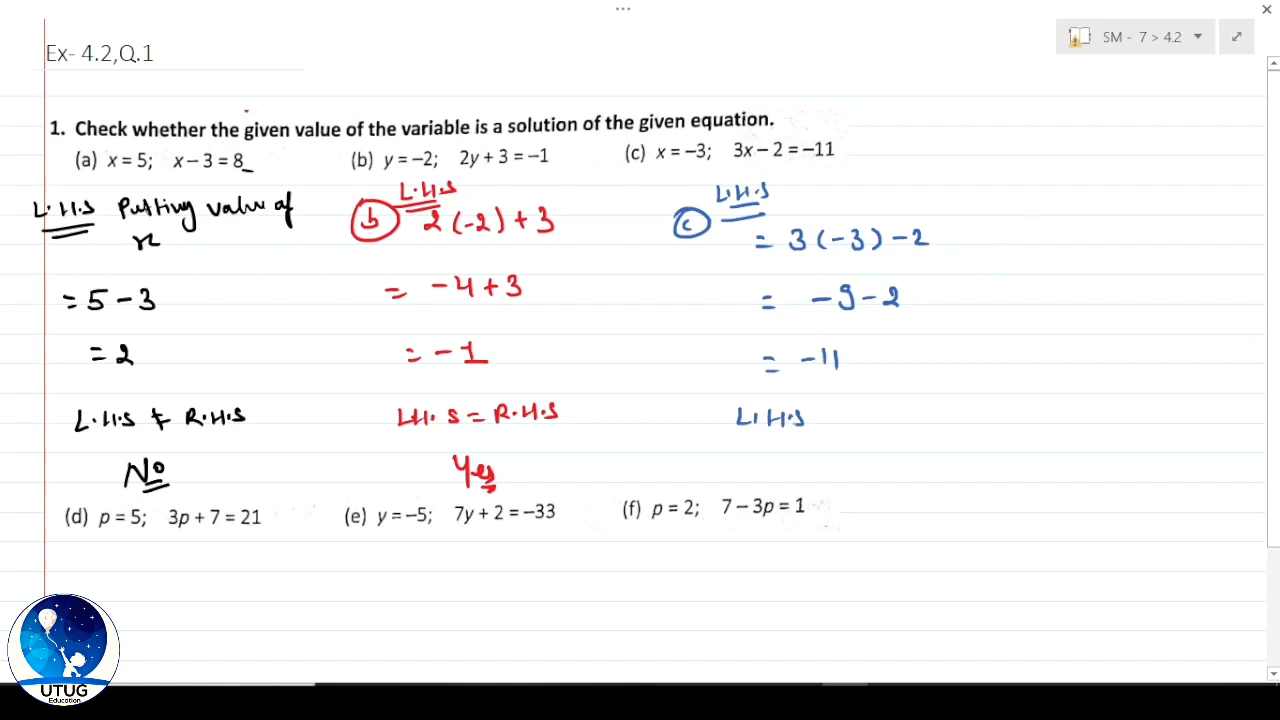 Ex- 4.2,Q.1
SM - 7 > 4.2
1. Check whether the given value of the variable is a solution of the given equation.
(a) x = 5; x – 3 = 8
(b) y = –2; 2y + 3 = –1
(c) x = –3; 3x – 2 = –11
L.H.S Putting value of
x
= 5 - 3
= 2
L.H.S ≠ R.H.S
No
b L.H.S
2(-2) + 3
= -4 + 3
= -1
L.H.S = R.H.S
Yes
c L.H.S
= 3(-3) - 2
= -9 - 2
= -11
L.H.S
(d) p = 5; 3p + 7 = 21
(e) y = –5; 7y + 2 = –33
(f) p = 2; 7 – 3p = 1
UTUG
Education